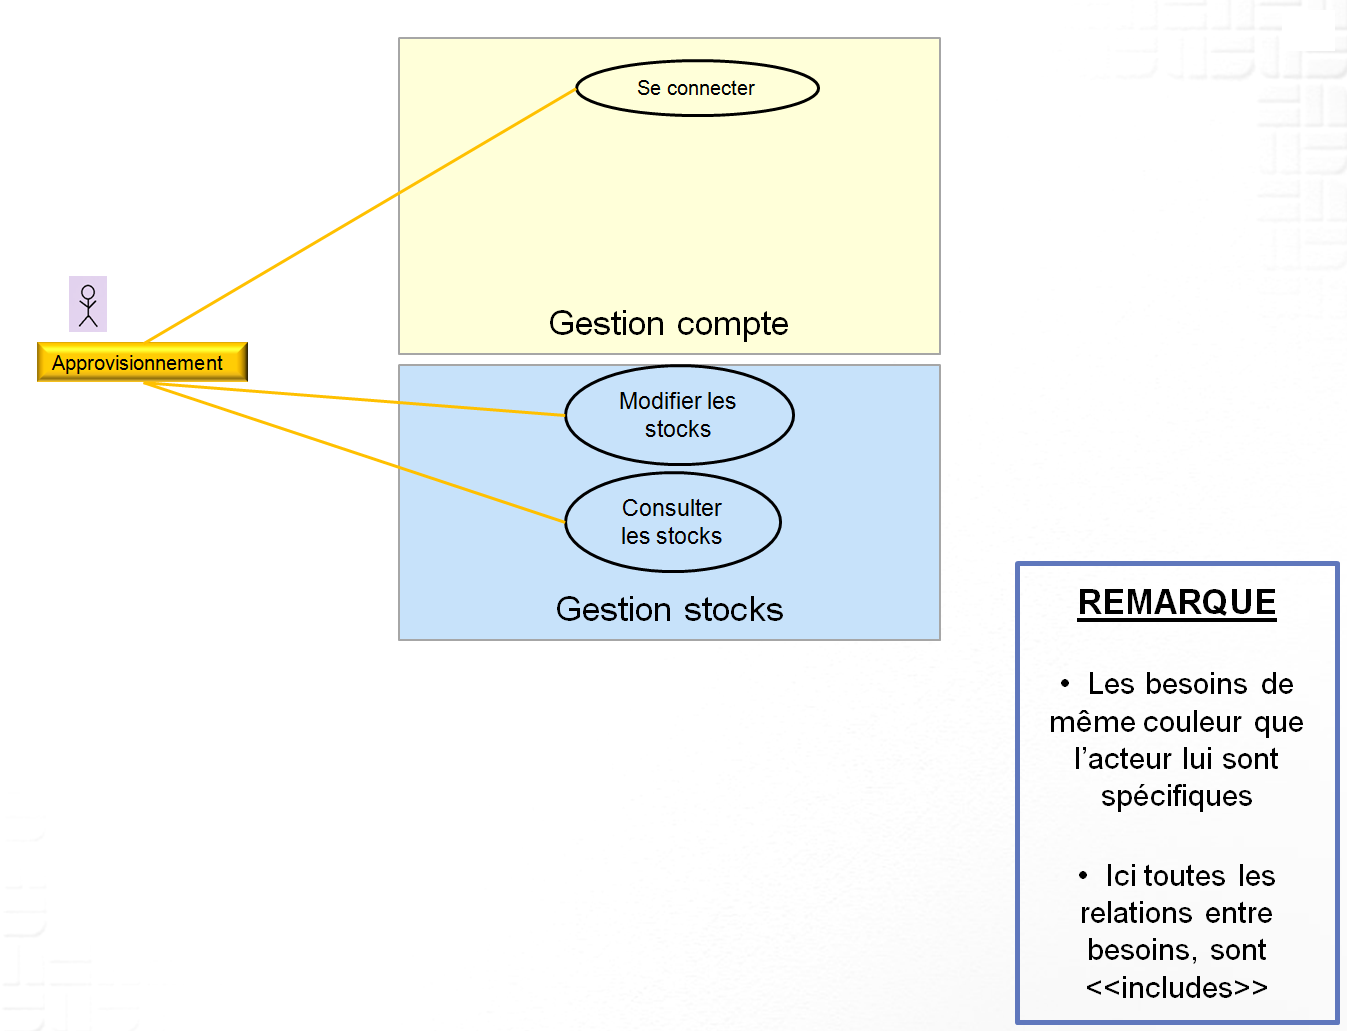 Se connecter
Gestion compte
Approvisionnement
Modifier les
stocks
Consulter
les stocks
Gestion stocks
REMARQUE
• Les besoins de
même couleur que
l’acteur lui sont
spécifiques
• Ici toutes les
relations entre
besoins, sont
<<includes>>